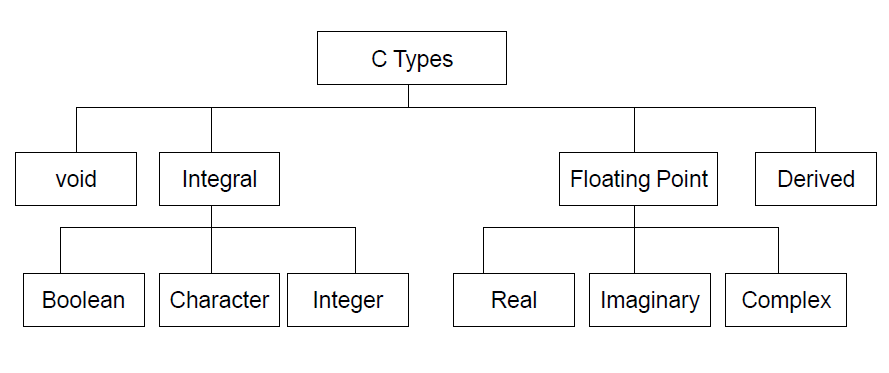 C Types
void
Integral
Floating Point
Derived
Boolean
Character
Integer
Real
Imaginary
Complex